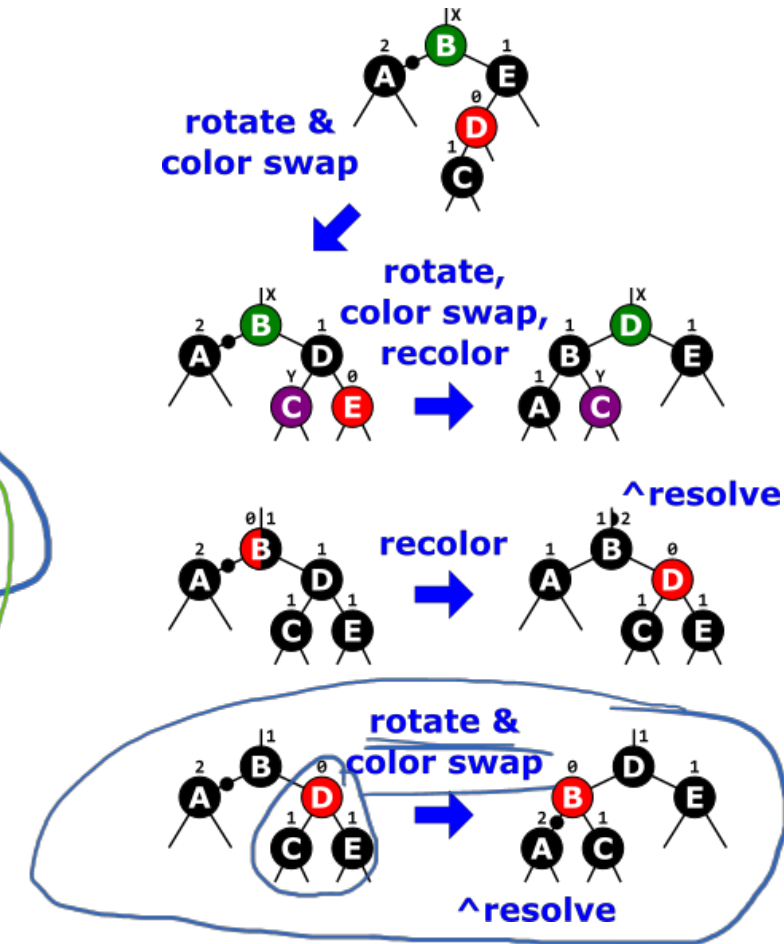 X
2 B 1
A E
0
rotate & D
color swap 1
C
rotate,
X color swap, X
2 B 1 recolor 1 D 1
A D B E
Y 0 1 Y
C E A C
^resolve
0 1 recolor 1 2
2 B 1 1 B 0
A D A D
1 1 1 1
C E C E
rotate &
1 color swap 1
2 B 0 0 D 1
A D B E
1 1 2 1
C E A C
^resolve